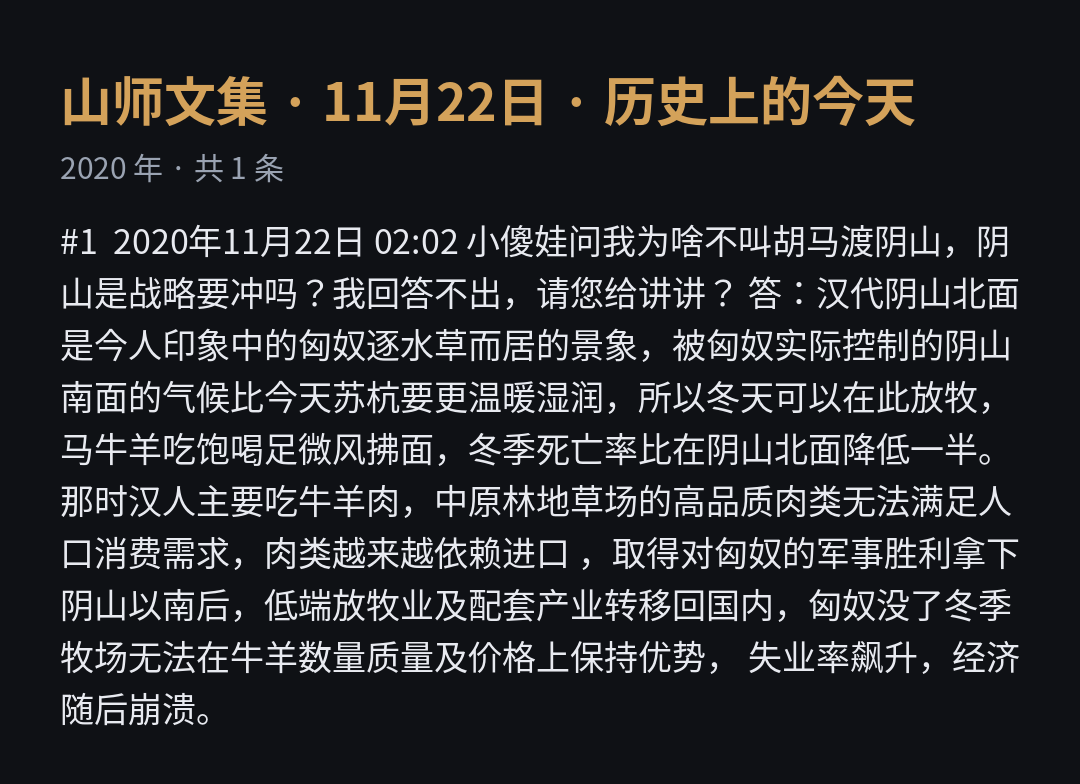 山师文集 · 11月22日 · 历史上的今天
2020 年 · 共 1 条
#1 2020年11月22日 02:02 小傻娃问我为啥不叫胡马渡阴山，阴
山是战略要冲吗？我回答不出，请您给讲讲？ 答：汉代阴山北面
是今人印象中的匈奴逐水草而居的景象，被匈奴实际控制的阴山
南面的气候比今天苏杭要更温暖湿润，所以冬天可以在此放牧，
马牛羊吃饱喝足微风拂面，冬季死亡率比在阴山北面降低一半。
那时汉人主要吃牛羊肉，中原林地草场的高品质肉类无法满足人
口消费需求，肉类越来越依赖进口 ，取得对匈奴的军事胜利拿下
阴山以南后，低端放牧业及配套产业转移回国内，匈奴没了冬季
牧场无法在牛羊数量质量及价格上保持优势， 失业率飙升，经济
随后崩溃。